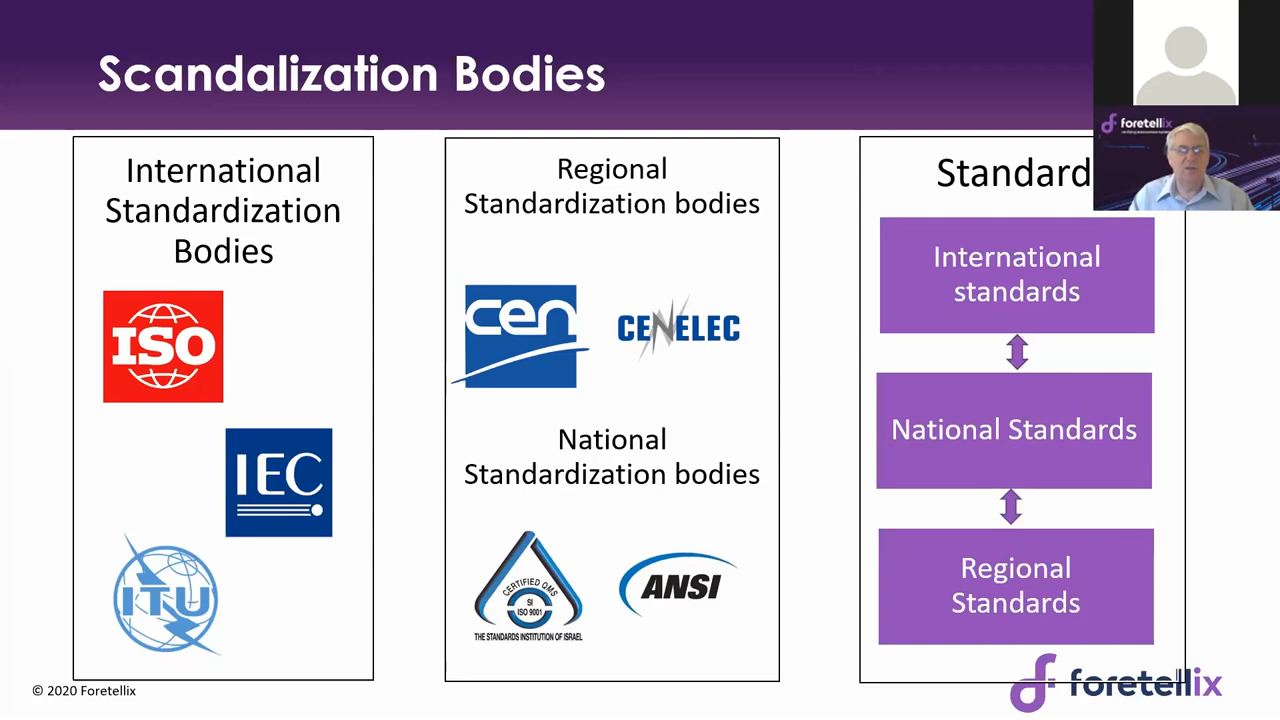 Scandalization Bodies
International
Standardization
Bodies
ISO
IEC
ITU
Regional
Standardization bodies
cen
CENELEC
National
Standardization bodies
CERTIFIED QMS
SI
ISO 9001
THE STANDARDS INSTITUTION OF ISRAEL
ANSI
Standard
International
standards
National Standards
Regional
Standards
foretellix
© 2020 Foretellix
foretellix